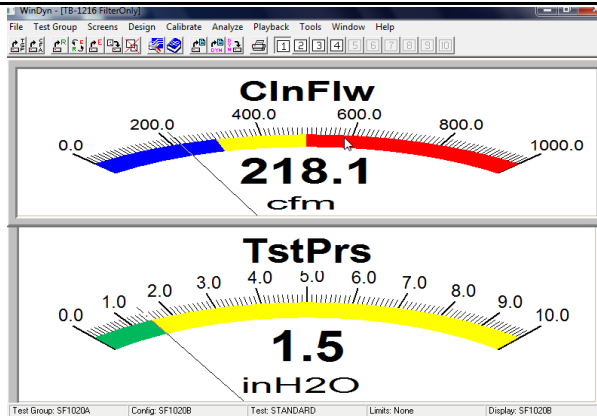 WinDyn - [TB-1216 FilterOnly]
File Test Group Screens Design Calibrate Analyze Playback Tools Window Help
1 2 3 4 5 6 7 8 9 10
ClnFlw
0.0 200.0 400.0 600.0 800.0 1000.0
218.1
cfm
TstPrs
0.0 1.0 2.0 3.0 4.0 5.0 6.0 7.0 8.0 9.0 10.0
1.5
inH2O
Test Group: SF1020A Config: SF1020B Test: STANDARD Limits: None Display: SF1020B